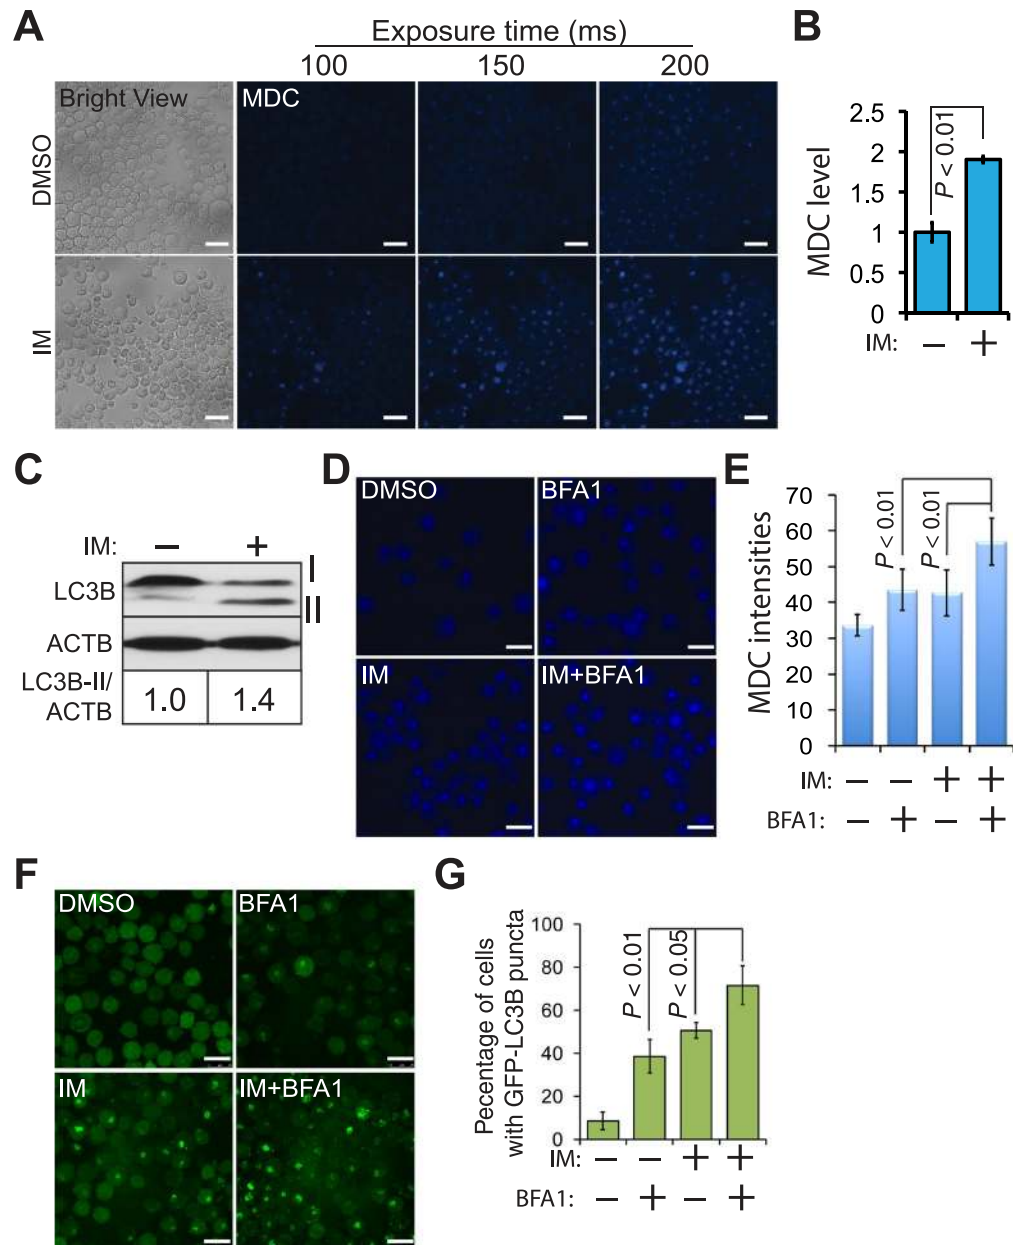 A
Exposure time (ms)
100 150 200
Bright View
MDC
DMSO
IM
B
MDC level
2.5
2
1.5
1
0.5
0
P < 0.01
IM: − +
C
IM: − +
LC3B
I
II
ACTB
LC3B-II/
ACTB
1.0 1.4
D
DMSO
BFA1
IM
IM+BFA1
E
MDC intensities
70
60
50
40
30
20
10
0
P < 0.01
P < 0.01
IM: − − + +
BFA1: − + − +
F
DMSO
BFA1
IM
IM+BFA1
G
Pecentage of cells
with GFP-LC3B puncta
100
80
60
40
20
0
P < 0.01
P < 0.05
IM: − − + +
BFA1: − + − +